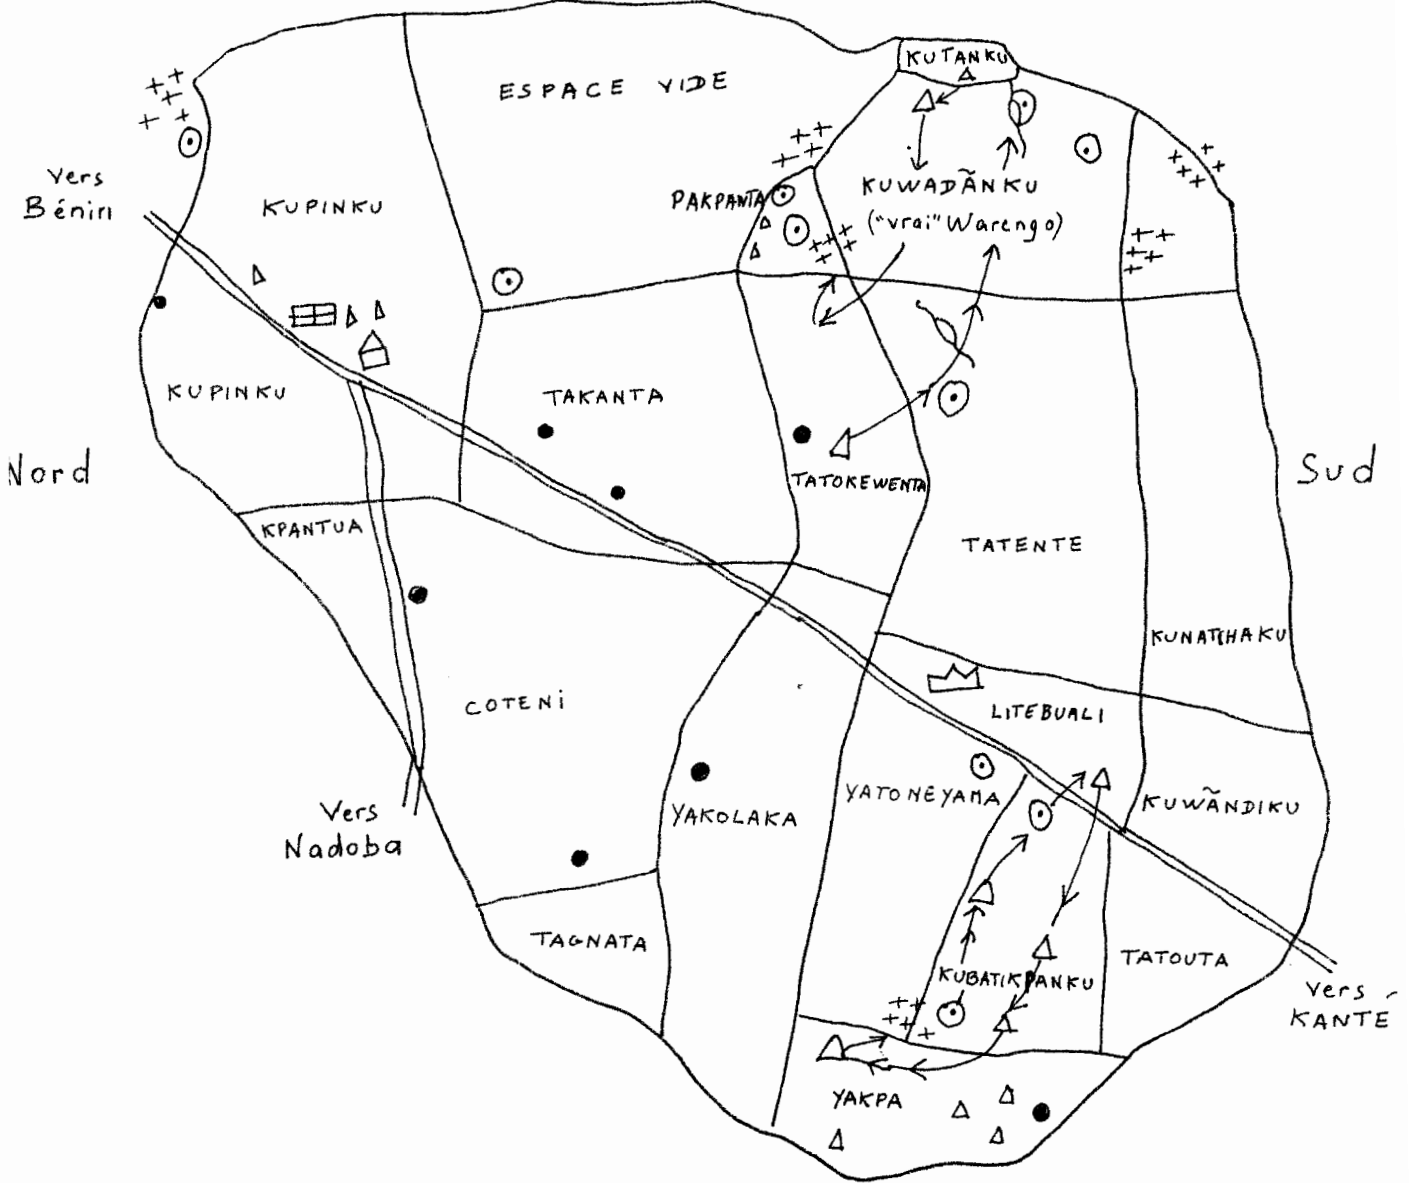 KUTANKU
ESPACE VIDE
vers
Béniri
KUPINKU
PAKPANTA
KUWADÃNKU
("vrai" Warengo)
KUPINKU
TAKANTA
Nord
TATOKEWENTA
Sud
KPANTUA
TATENTE
KUNATCHAKU
COTENI
LITEBUALI
YATONEYAMA
KUWÃNDIKU
Vers
Nadoba
YAKOLAKA
TAGNATA
KUBATIKPANKU
TATOUTA
vers
KANTÉ
YAKPA